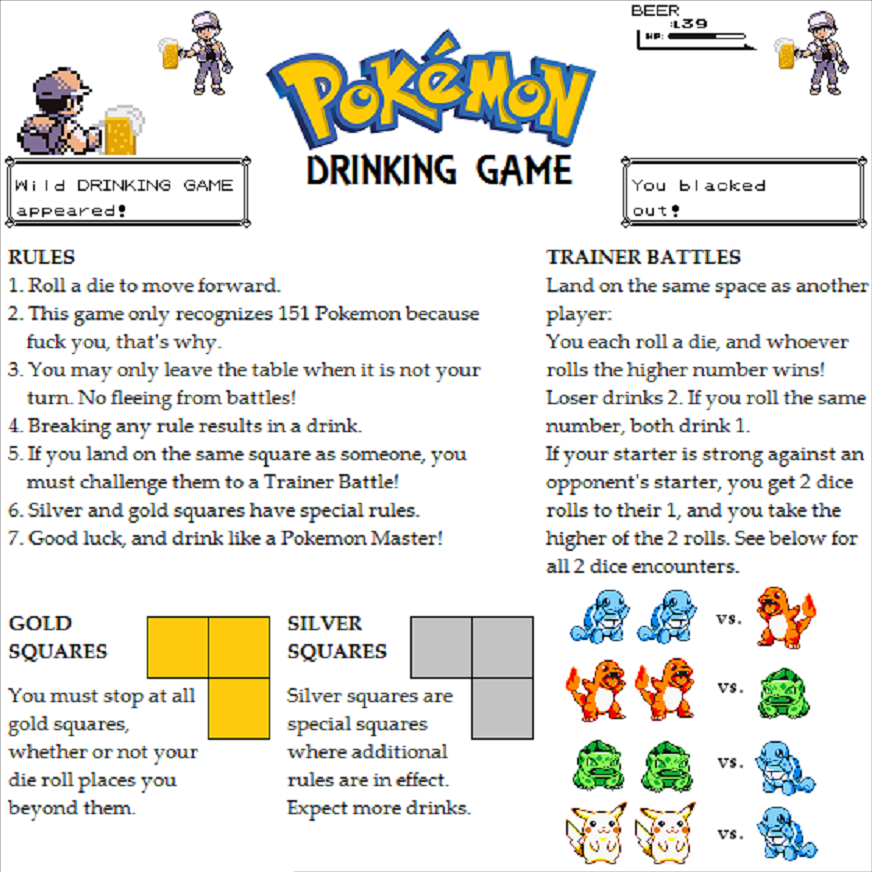 BEER
:L39
HP:
POKéMON
DRINKING GAME
Wild DRINKING GAME
appeared!
You blacked
out!
RULES
1. Roll a die to move forward.
2. This game only recognizes 151 Pokemon because
fuck you, that's why.
3. You may only leave the table when it is not your
turn. No fleeing from battles!
4. Breaking any rule results in a drink.
5. If you land on the same square as someone, you
must challenge them to a Trainer Battle!
6. Silver and gold squares have special rules.
7. Good luck, and drink like a Pokemon Master!
TRAINER BATTLES
Land on the same space as another
player:
You each roll a die, and whoever
rolls the higher number wins!
Loser drinks 2. If you roll the same
number, both drink 1.
If your starter is strong against an
opponent's starter, you get 2 dice
rolls to their 1, and you take the
higher of the 2 rolls. See below for
all 2 dice encounters.
GOLD
SQUARES
You must stop at all
gold squares,
whether or not your
die roll places you
beyond them.
SILVER
SQUARES
Silver squares are
special squares
where additional
rules are in effect.
Expect more drinks.
vs.
vs.
vs.
vs.